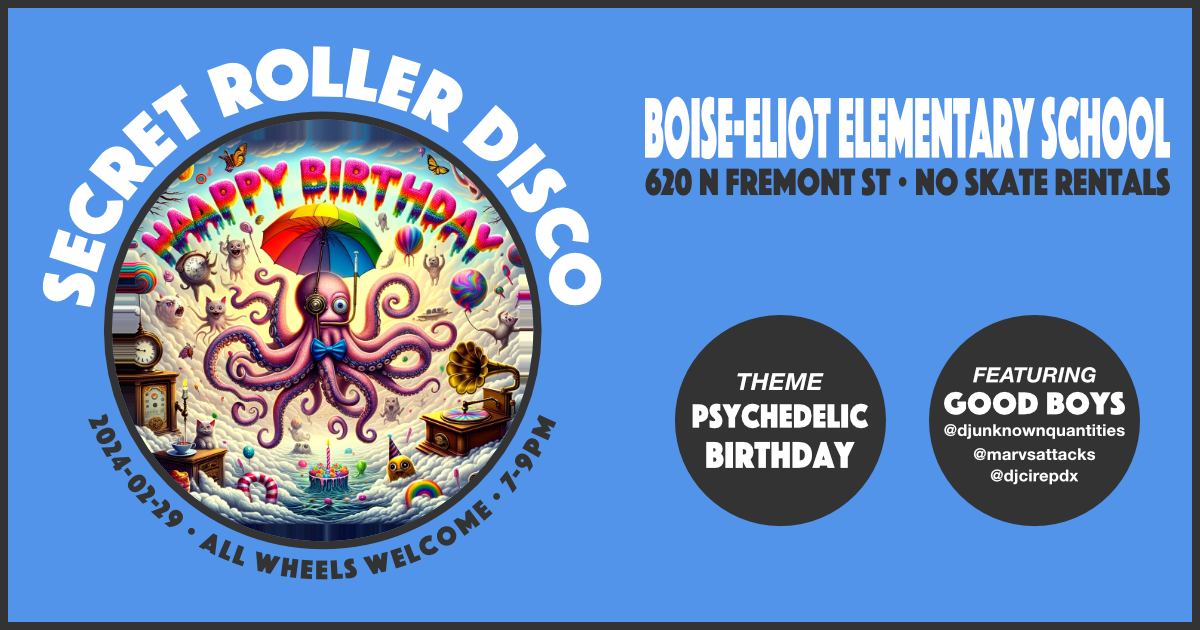 SECRET ROLLER DISCO
HAAPPY BIRTHDAY
2024-02-29 • ALL WHEELS WELCOME • 7-9PM
BOISE-ELIOT ELEMENTARY SCHOOL
620 N FREMONT ST • NO SKATE RENTALS
THEME
PSYCHEDELIC
BIRTHDAY
FEATURING
GOOD BOYS
@djunknownquantities
@marvsattacks
@djcirepdx